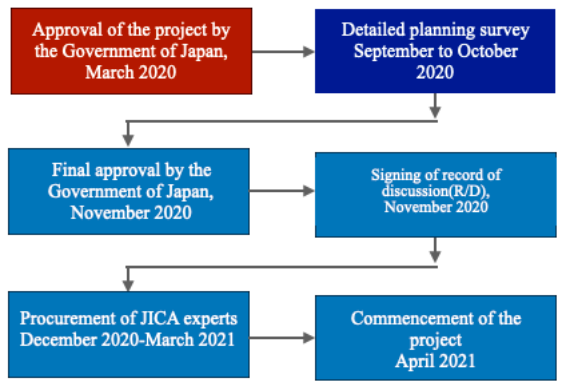 Approval of the project by
the Government of Japan,
March 2020
Detailed planning survey
September to October
2020
Final approval by the
Government of Japan,
November 2020
Signing of record of
discussion(R/D),
November 2020
Procurement of JICA experts
December 2020-March 2021
Commencement of the
project
April 2021